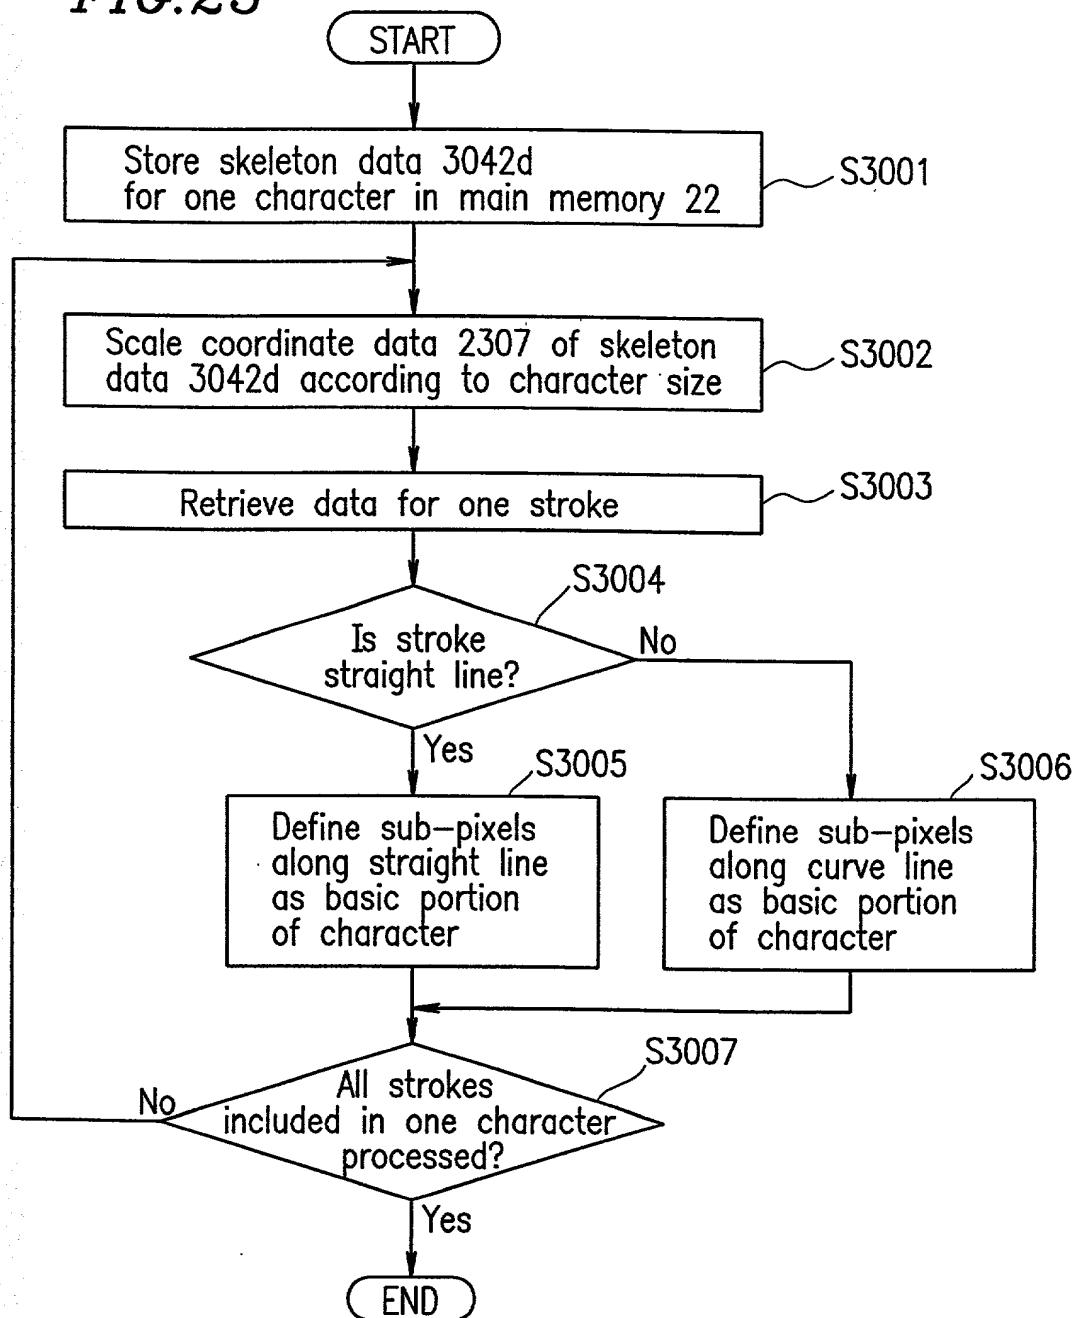 FIG.25
START
Store skeleton data 3042d
for one character in main memory 22
S3001
Scale coordinate data 2307 of skeleton
data 3042d according to character size
S3002
Retrieve data for one stroke
S3003
S3004
Is stroke
straight line?
No
Yes
S3005
S3006
Define sub-pixels
along straight line
as basic portion
of character
Define sub-pixels
along curve line
as basic portion
of character
S3007
All strokes
included in one character
processed?
No
Yes
END